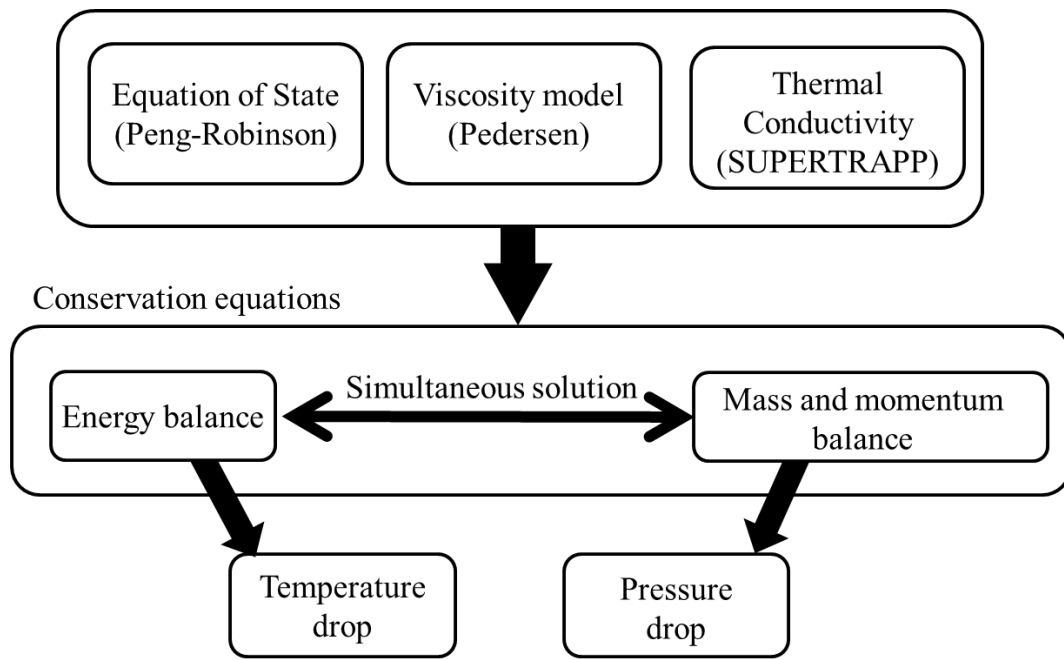 Equation of State
(Peng-Robinson)
Viscosity model
(Pedersen)
Thermal
Conductivity
(SUPERTRAPP)
Conservation equations
Energy balance
Simultaneous solution
Mass and momentum
balance
Temperature
drop
Pressure
drop